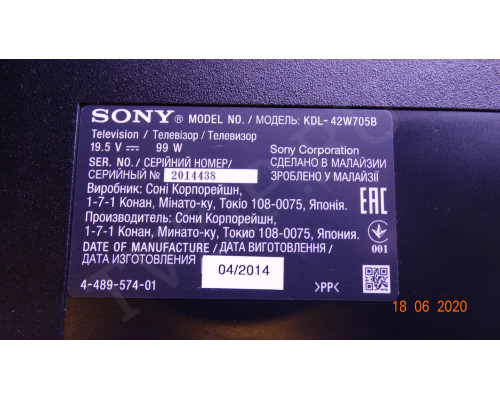 SONY® MODEL NO. / МОДЕЛЬ: KDL-42W705B
Television / Телевізор / Телевизор
19.5 V⎓ 99 W
Sony Corporation
SER. NO. / СЕРІЙНИЙ НОМЕР/
СЕРИЙНЫЙ № 2014438
СДЕЛАНО В МАЛАЙЗИИ
ЗРОБЛЕНО У МАЛАЙЗІЇ
Виробник: Соні Корпорейшн,
1-7-1 Конан, Мінато-ку, Токіо 108-0075, Японія.
Производитель: Сони Корпорейшн,
1-7-1 Конан, Минато-ку, Токио 108-0075, Япония.
EAC
001
DATE OF MANUFACTURE / ДАТА ВИГОТОВЛЕННЯ /
ДАТА ИЗГОТОВЛЕНИЯ 04/2014
4-489-574-01
>PP<
18 06 2020